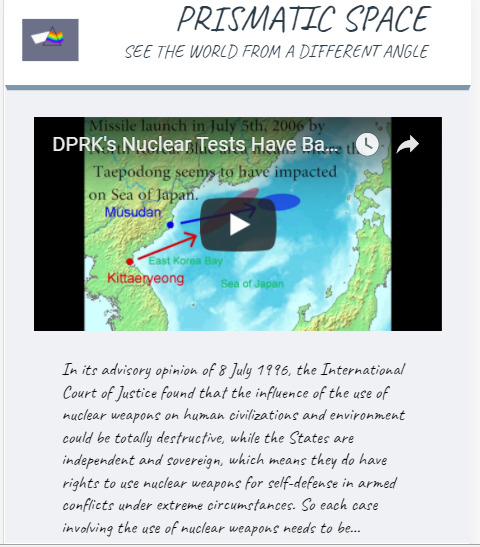 PRISMATIC SPACE
SEE THE WORLD FROM A DIFFERENT ANGLE
Missile launch in July 5th, 2006 by
DPRK's Nuclear Tests Have Ba...
Taepodong seems to have impacted
on Sea of Japan.
Musudan
East Korea Bay
Kittaeryeong
Sea of Japan
In its advisory opinion of 8 July 1996, the International
Court of Justice found that the influence of the use of
nuclear weapons on human civilizations and environment
could be totally destructive, while the States are
independent and sovereign, which means they do have
rights to use nuclear weapons for self-defense in armed
conflicts under extreme circumstances. So each case
involving the use of nuclear weapons needs to be...